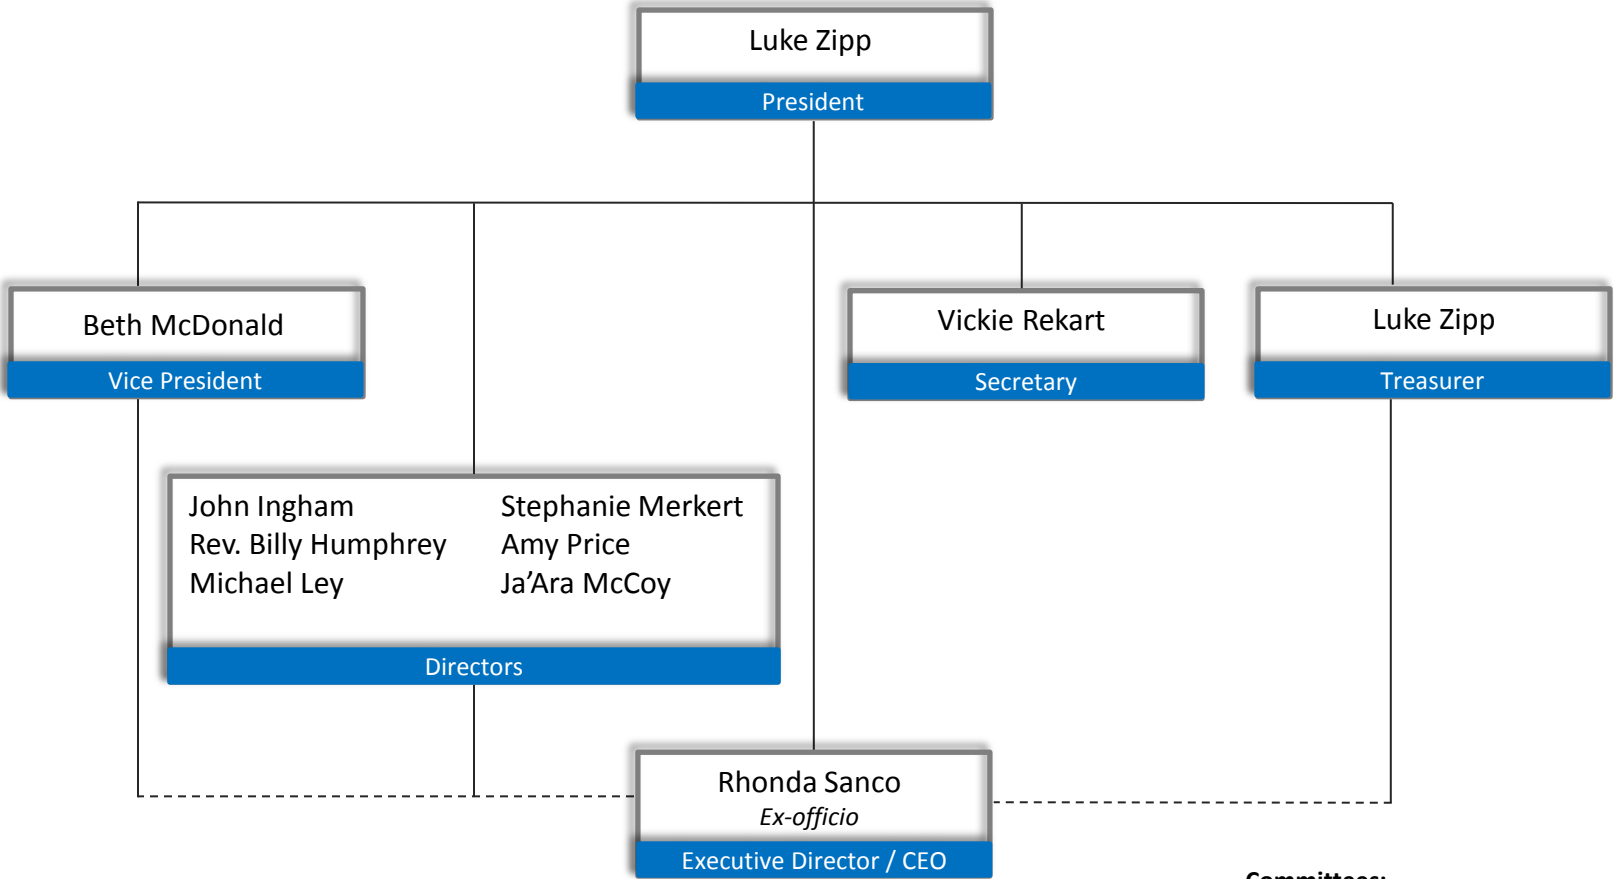 Luke Zipp
President
Beth McDonald
Vice President
Vickie Rekart
Secretary
Luke Zipp
Treasurer
John Ingham
Rev. Billy Humphrey
Michael Ley
Stephanie Merkert
Amy Price
Ja’Ara McCoy
Directors
Rhonda Sanco
Ex-officio
Executive Director / CEO
Committees: